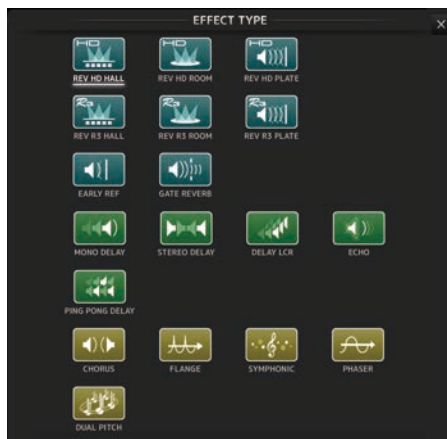 EFFECT TYPE
X
HD HD HD
REV HD HALL REV HD ROOM REV HD PLATE
R3 R3 R3
REV R3 HALL REV R3 ROOM REV R3 PLATE
EARLY REF GATE REVERB
MONO DELAY STEREO DELAY DELAY LCR ECHO
PING PONG DELAY
CHORUS FLANGE SYMPHONIC PHASER
DUAL PITCH